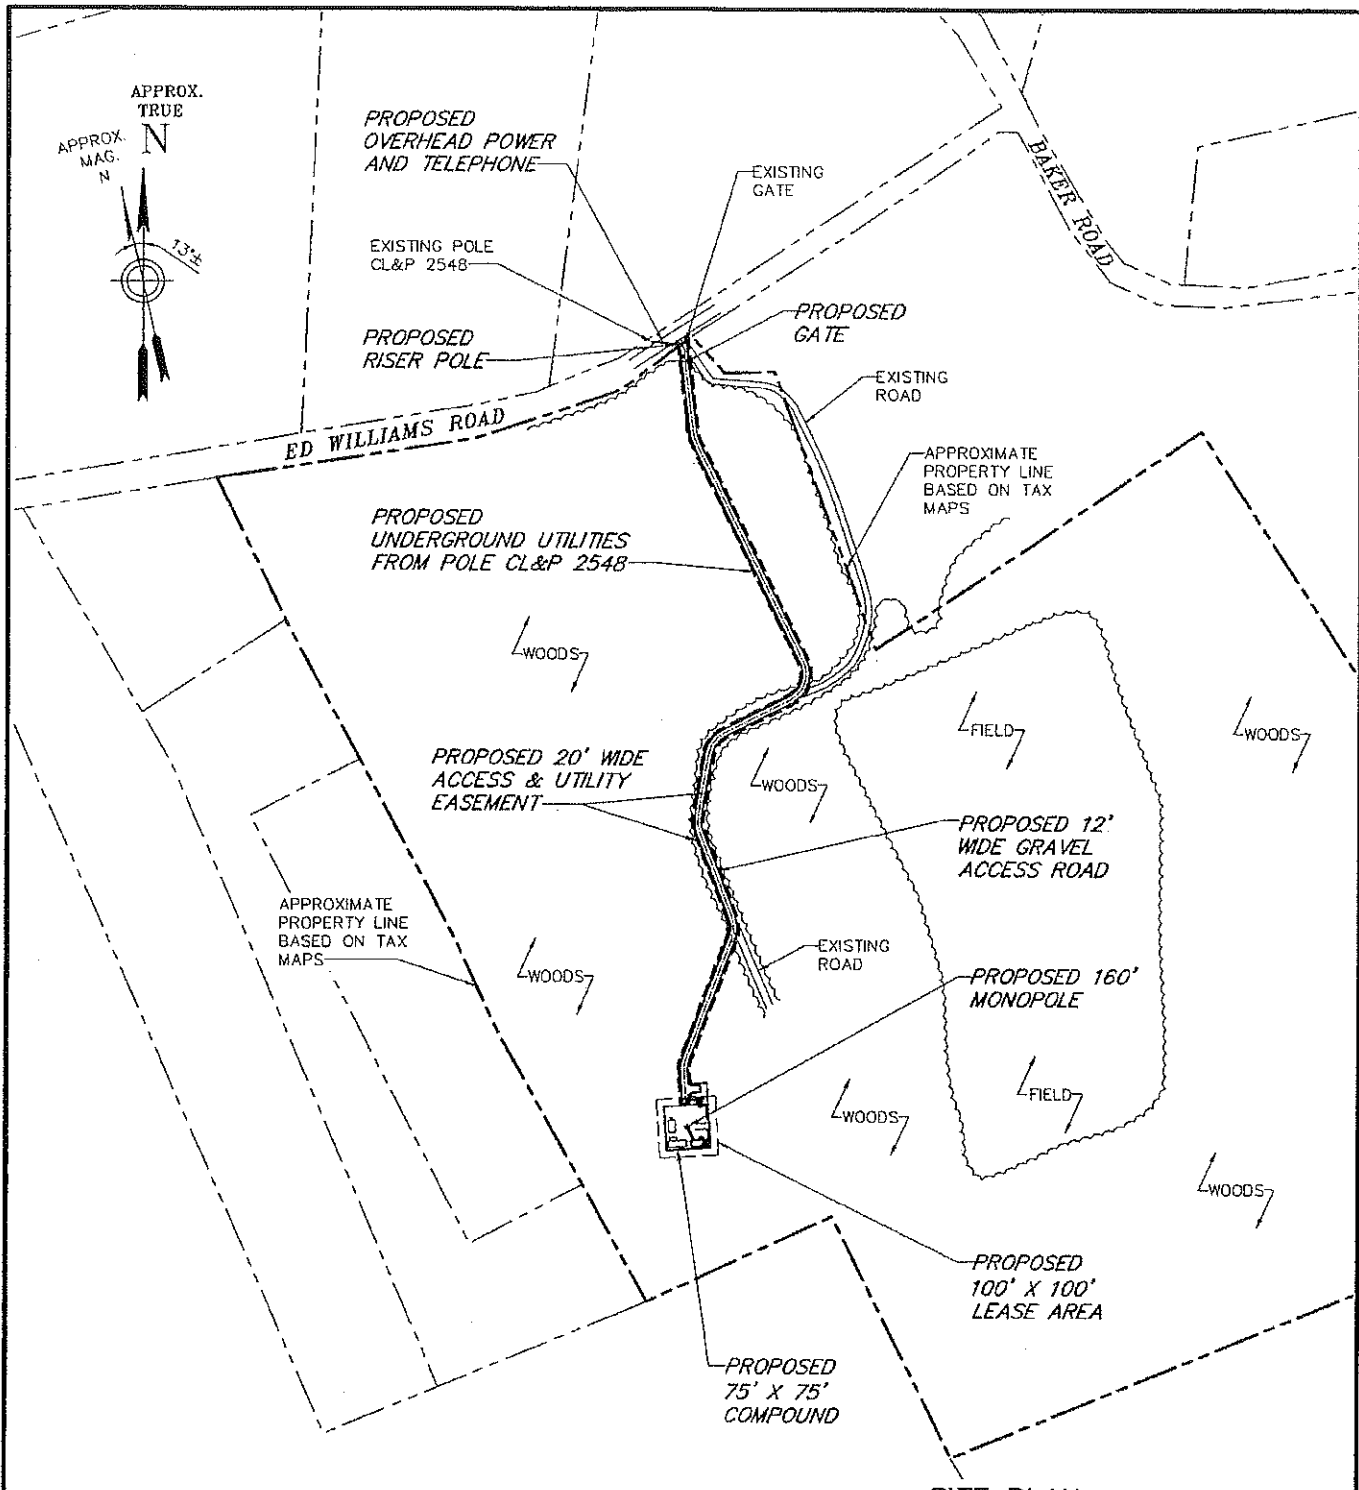 APPROX.
TRUE
N
APPROX.
MAG.
N
13°±
PROPOSED
OVERHEAD POWER
AND TELEPHONE
EXISTING
GATE
BAKER ROAD
EXISTING POLE
CL&P 2548
PROPOSED
RISER POLE
PROPOSED
GATE
EXISTING
ROAD
ED WILLIAMS ROAD
APPROXIMATE
PROPERTY LINE
BASED ON TAX
MAPS
PROPOSED
UNDERGROUND UTILITIES
FROM POLE CL&P 2548
WOODS
FIELD
WOODS
PROPOSED 20' WIDE
ACCESS & UTILITY
EASEMENT
WOODS
PROPOSED 12'
WIDE GRAVEL
ACCESS ROAD
APPROXIMATE
PROPERTY LINE
BASED ON TAX
MAPS
EXISTING
ROAD
WOODS
PROPOSED 160'
MONOPOLE
WOODS
FIELD
WOODS
PROPOSED
100' X 100'
LEASE AREA
PROPOSED
75' X 75'
COMPOUND